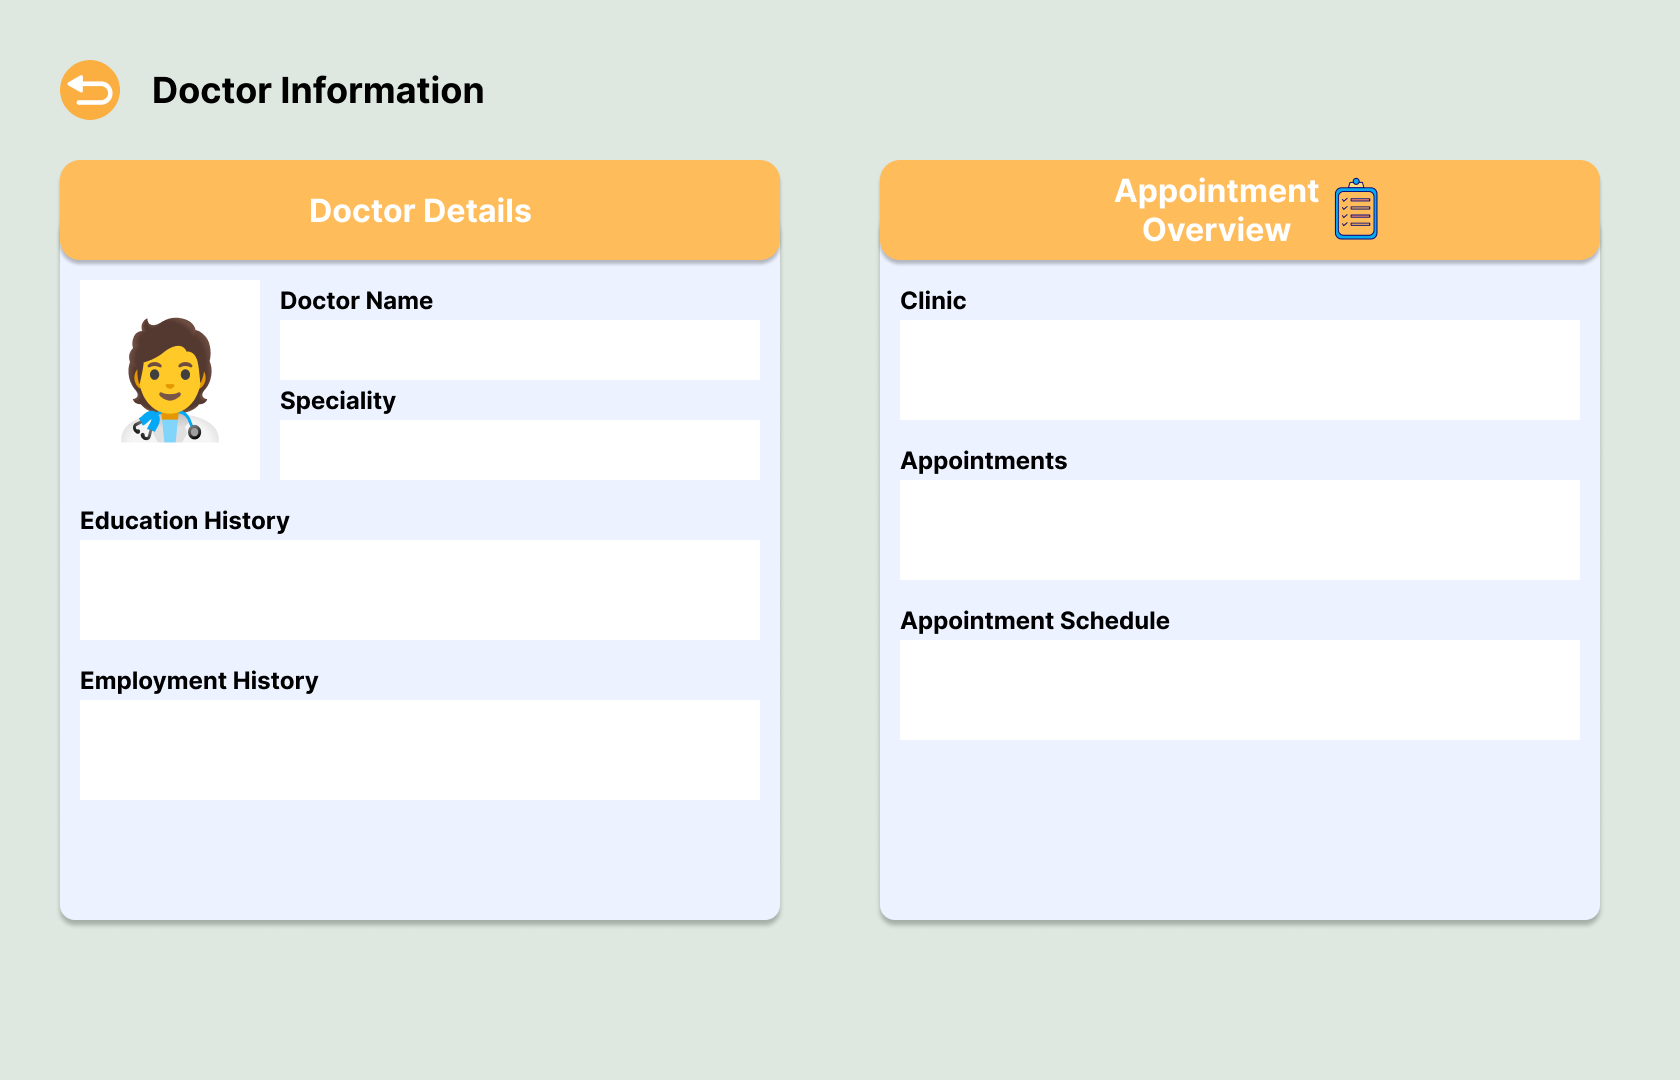 Doctor Information
Doctor Details
Doctor Name
Speciality
Education History
Employment History
Appointment
Overview
Clinic
Appointments
Appointment Schedule